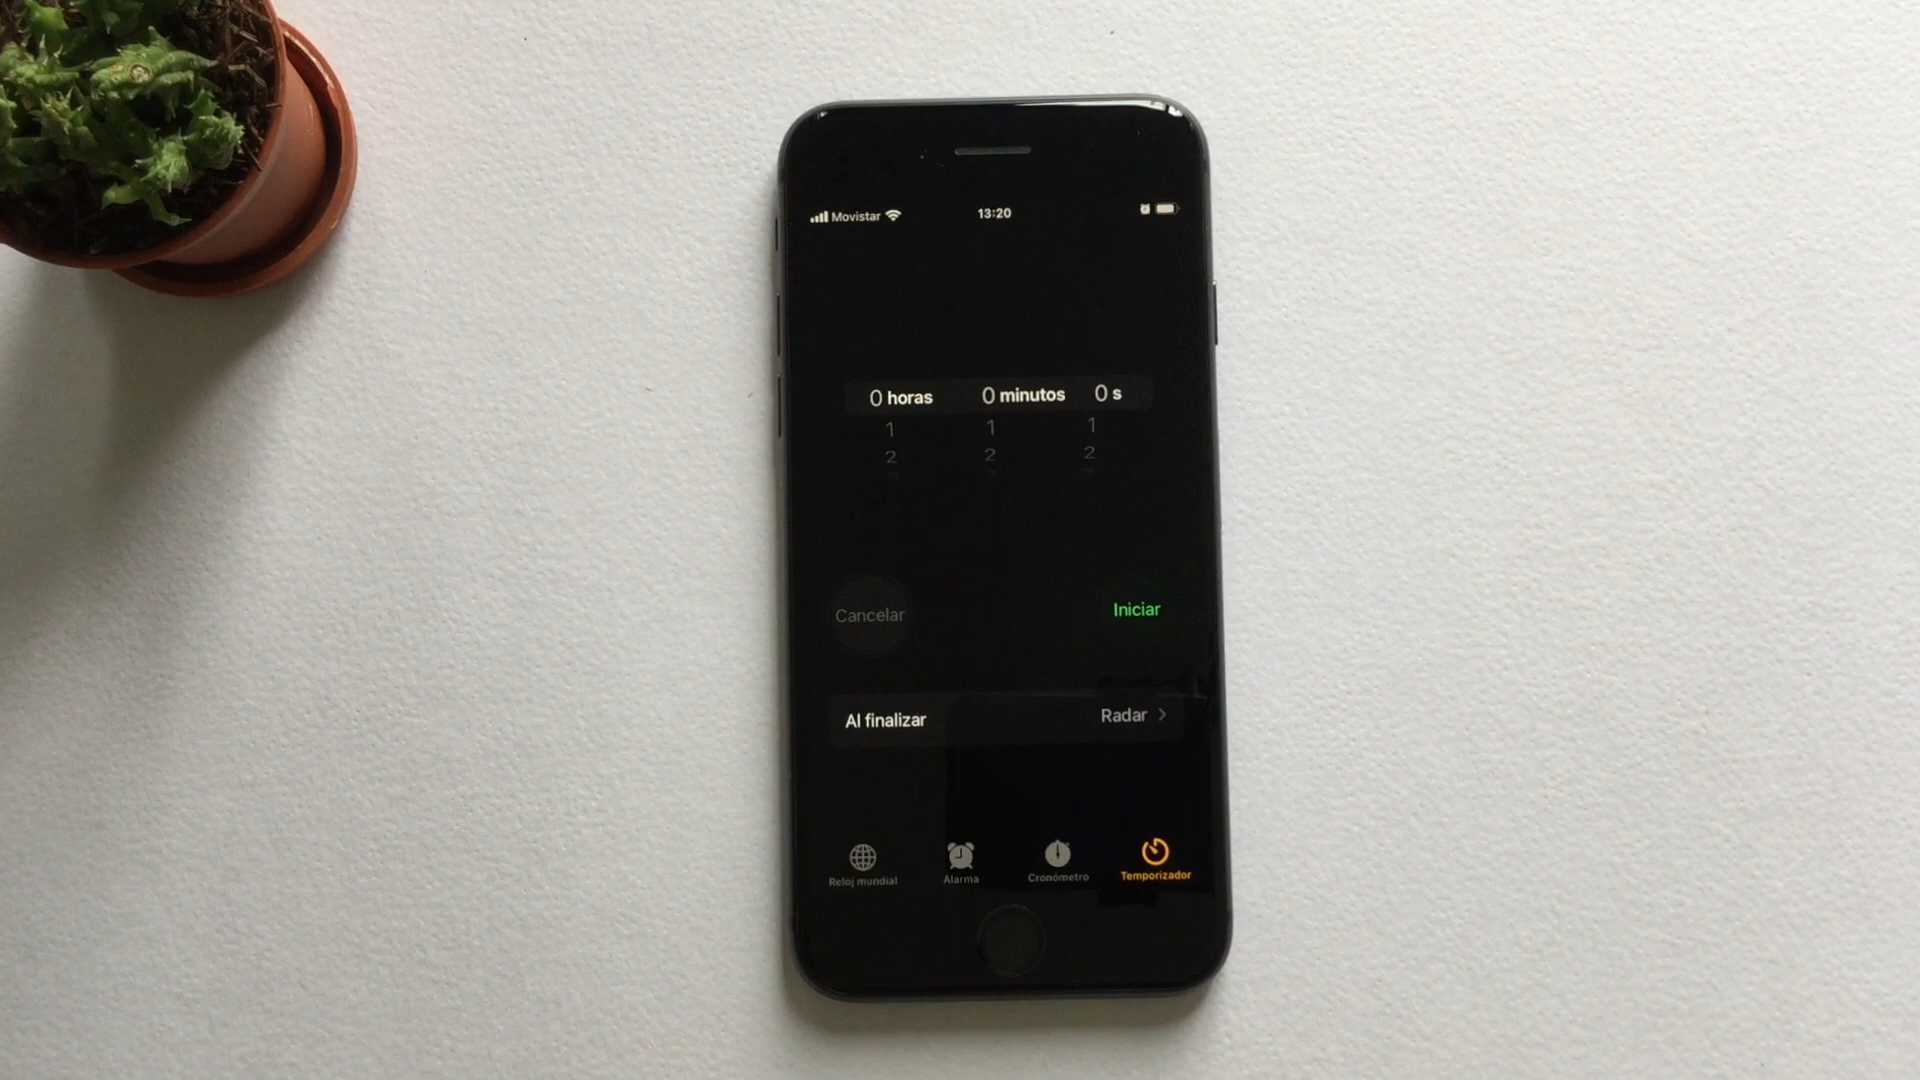 Movistar 13:20
0 horas 0 minutos 0 s
1 1 1
2 2 2
Cancelar Iniciar
Al finalizar Radar >
Reloj mundial Alarma Cronómetro Temporizador